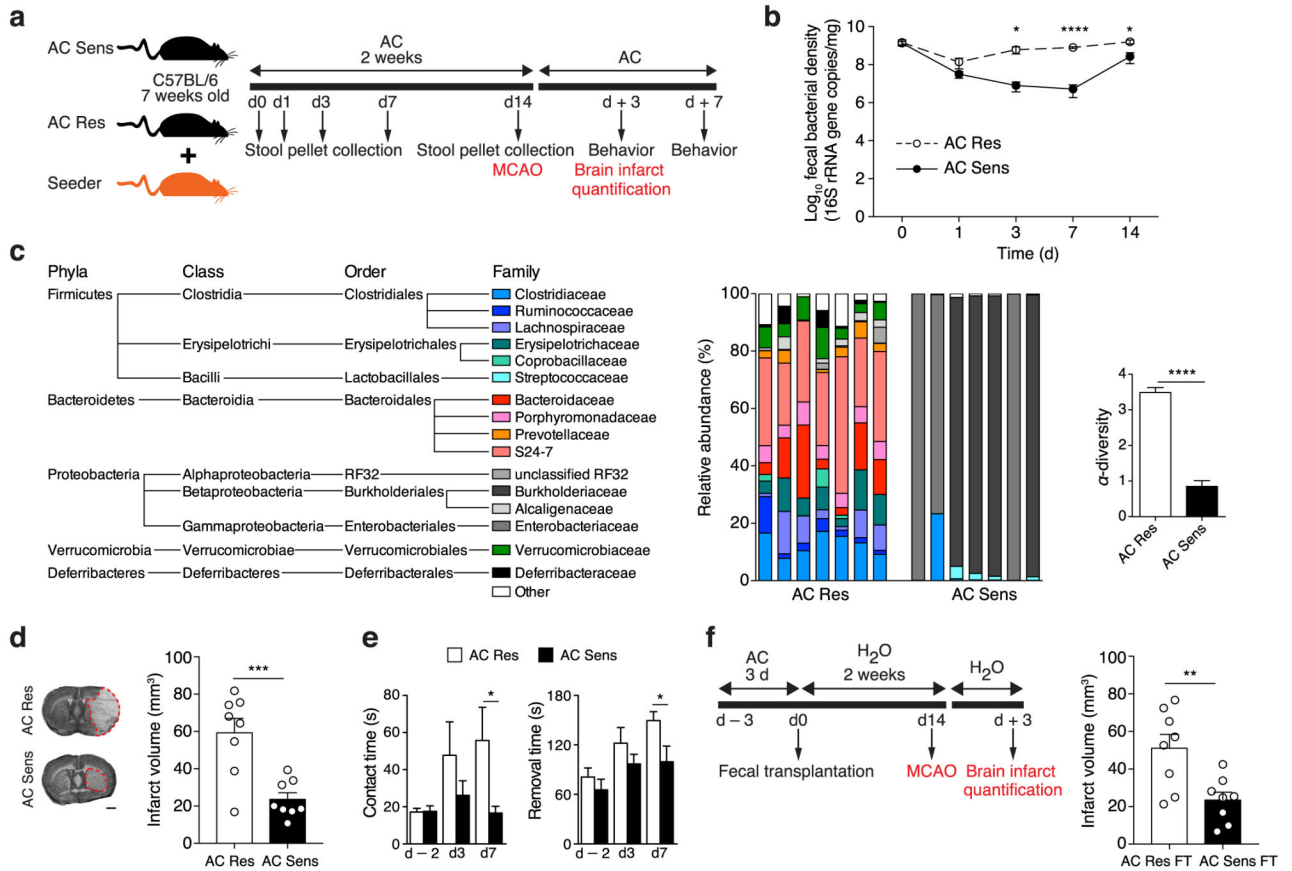 a
AC Sens
C57BL/6
7 weeks old
AC Res
+
Seeder
AC
2 weeks
AC
d0 d1 d3 d7 d14 d + 3 d + 7
Stool pellet collection Stool pellet collection Behavior Behavior
MCAO Brain infarct
quantification
b
Log10 fecal bacterial density
(16S rRNA gene copies/mg)
10
8
6
4
2
0
* **** *
AC Res
AC Sens
0 1 3 7 14
Time (d)
c
Phyla Class Order Family
Firmicutes Clostridia Clostridiales Clostridiaceae
Ruminococcaceae
Lachnospiraceae
Erysipelotrichi Erysipelotrichales Erysipelotrichaceae
Coprobacillaceae
Bacilli Lactobacillales Streptococcaceae
Bacteroidetes Bacteroidia Bacteroidales Bacteroidaceae
Porphyromonadaceae
Prevotellaceae
S24-7
Proteobacteria Alphaproteobacteria RF32 unclassified RF32
Betaproteobacteria Burkholderiales Burkholderiaceae
Alcaligenaceae
Gammaproteobacteria Enterobacteriales Enterobacteriaceae
Verrucomicrobia Verrucomicrobiae Verrucomicrobiales Verrucomicrobiaceae
Deferribacteres Deferribacteres Deferribacterales Deferribacteraceae
Other
Relative abundance (%)
100
80
60
40
20
0
AC Res AC Sens
α-diversity
4
3
2
1
0
****
AC Res
AC Sens
d
AC Res
AC Sens
Infarct volume (mm3)
100
80
60
40
20
0
***
AC Res AC Sens
e
AC Res AC Sens
Contact time (s)
80
60
40
20
0
*
d – 2 d3 d7
Removal time (s)
180
120
60
0
*
d – 2 d3 d7
f
AC
3 d
H2O
2 weeks
H2O
d – 3 d0 d14 d + 3
Fecal transplantation MCAO Brain infarct
quantification
Infarct volume (mm3)
100
80
60
40
20
0
**
AC Res FT AC Sens FT